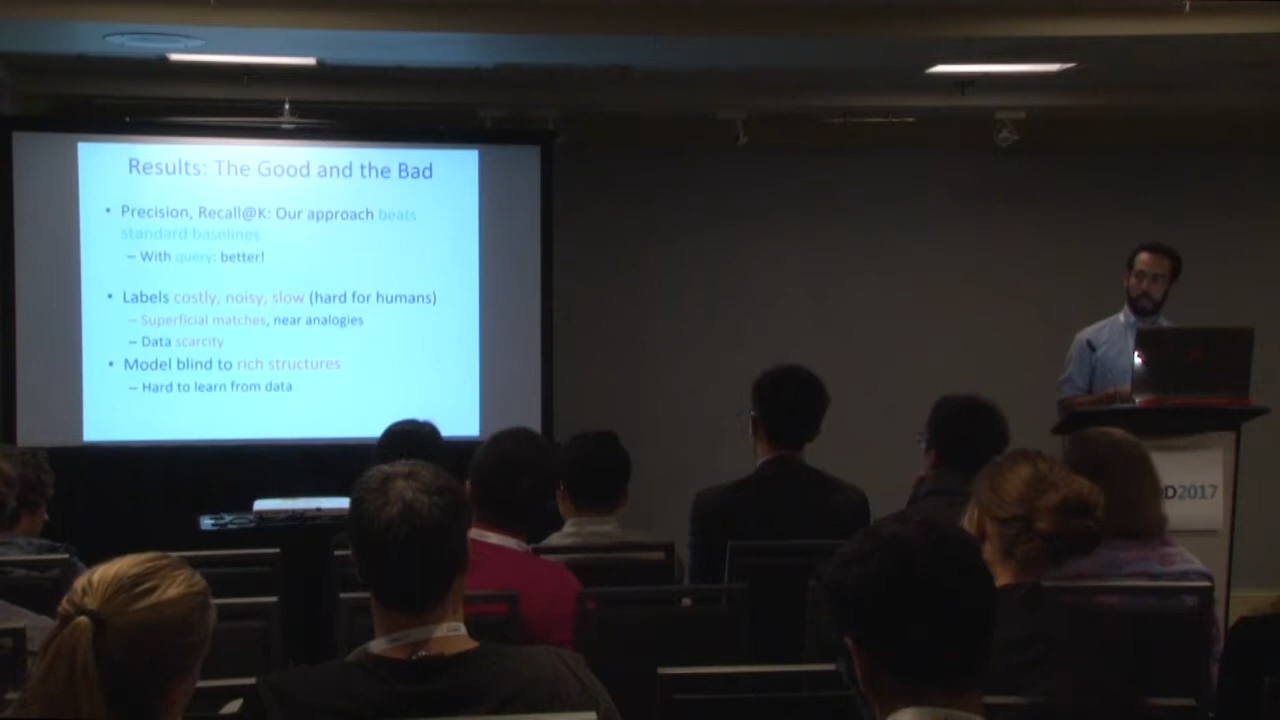 Results: The Good and the Bad
• Precision, Recall@K: Our approach beats
standard baselines
– With query: better!
• Labels costly, noisy, slow (hard for humans)
– Superficial matches, near analogies
– Data scarcity
• Model blind to rich structures
– Hard to learn from data
D2017